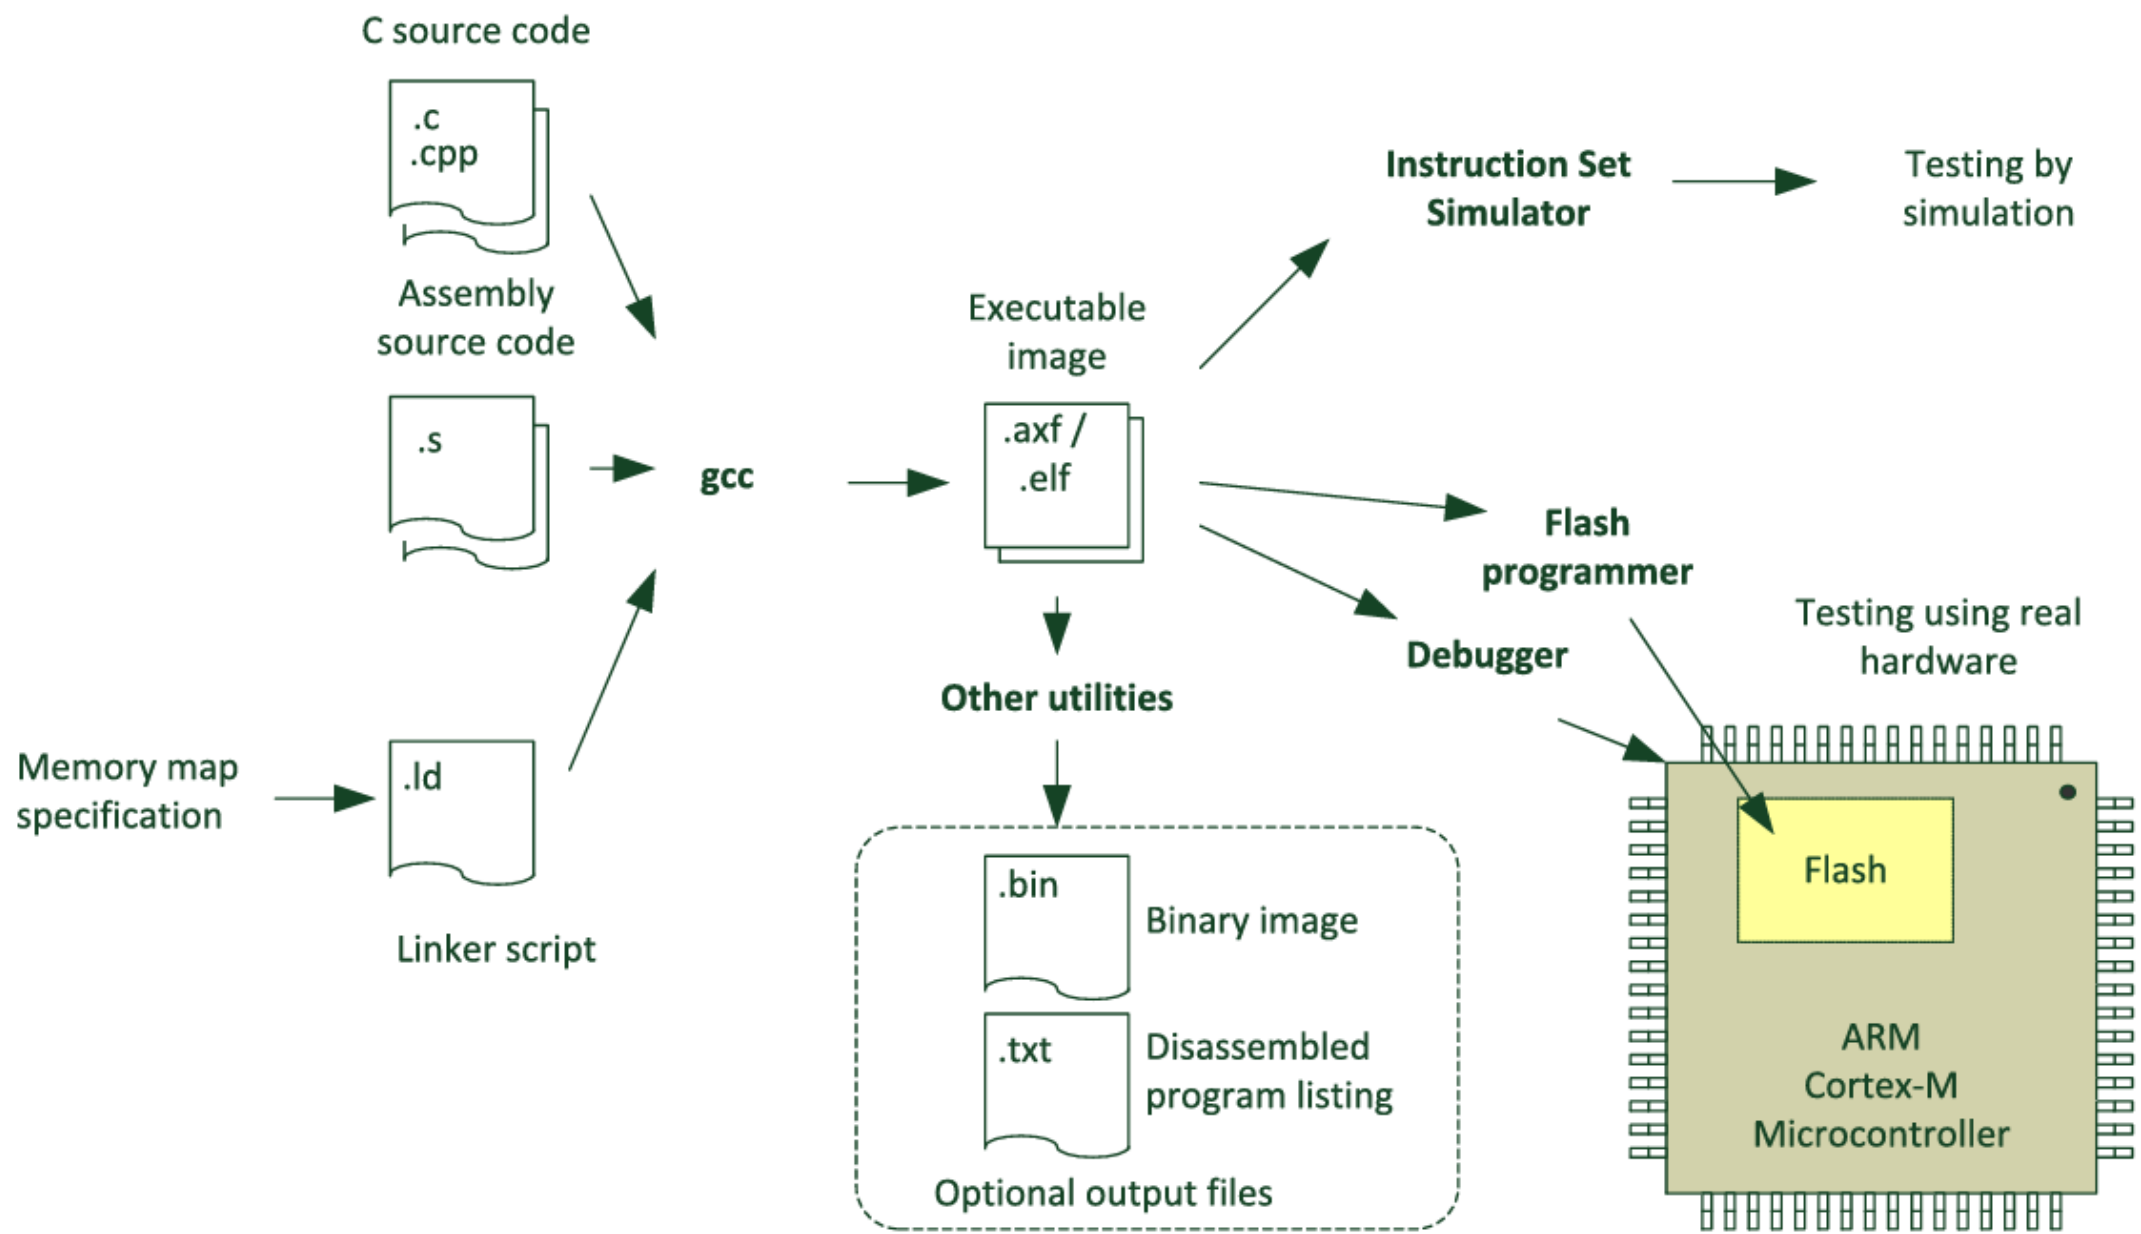 C source code
.c
.cpp
Assembly
source code
.s
Memory map
specification
.ld
Linker script
gcc
Executable
image
.axf /
.elf
Other utilities
.bin
Binary image
.txt
Disassembled
program listing
Optional output files
Instruction Set
Simulator
Testing by
simulation
Flash
programmer
Debugger
Testing using real
hardware
Flash
ARM
Cortex-M
Microcontroller